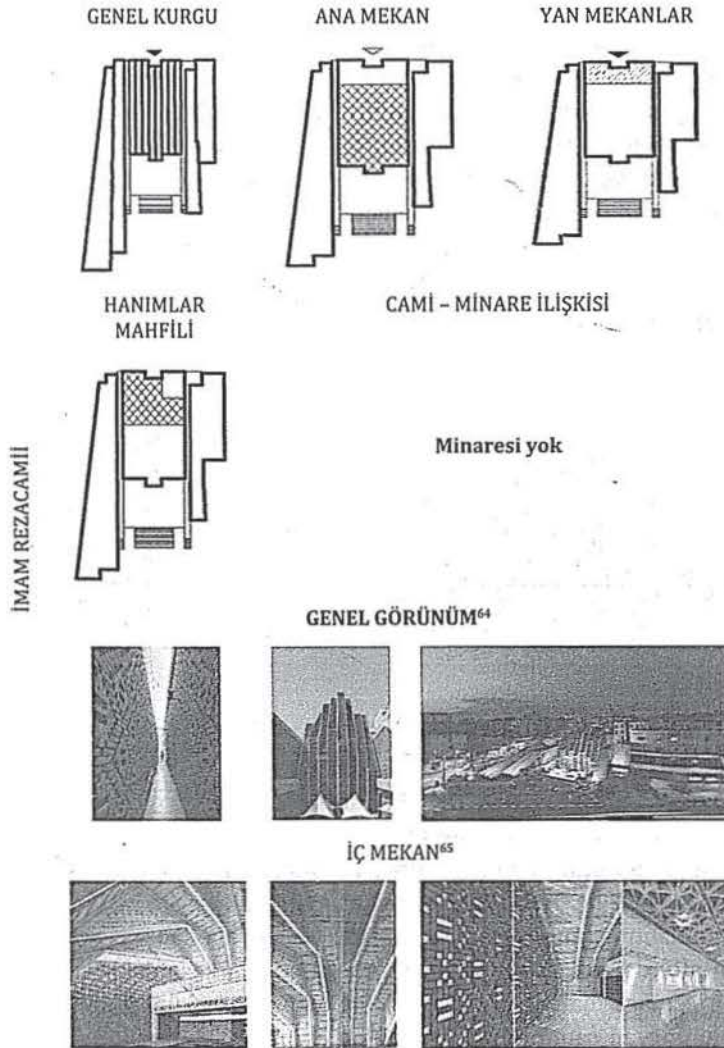 GENEL KURGU
ANA MEKAN
YAN MEKANLAR
HANIMLAR
MAHFİLİ
CAMİ – MİNARE İLİŞKİSİ
Minaresi yok
İMAM REZACAMİİ
GENEL GÖRÜNÜM⁶⁴
İÇ MEKAN⁶⁵